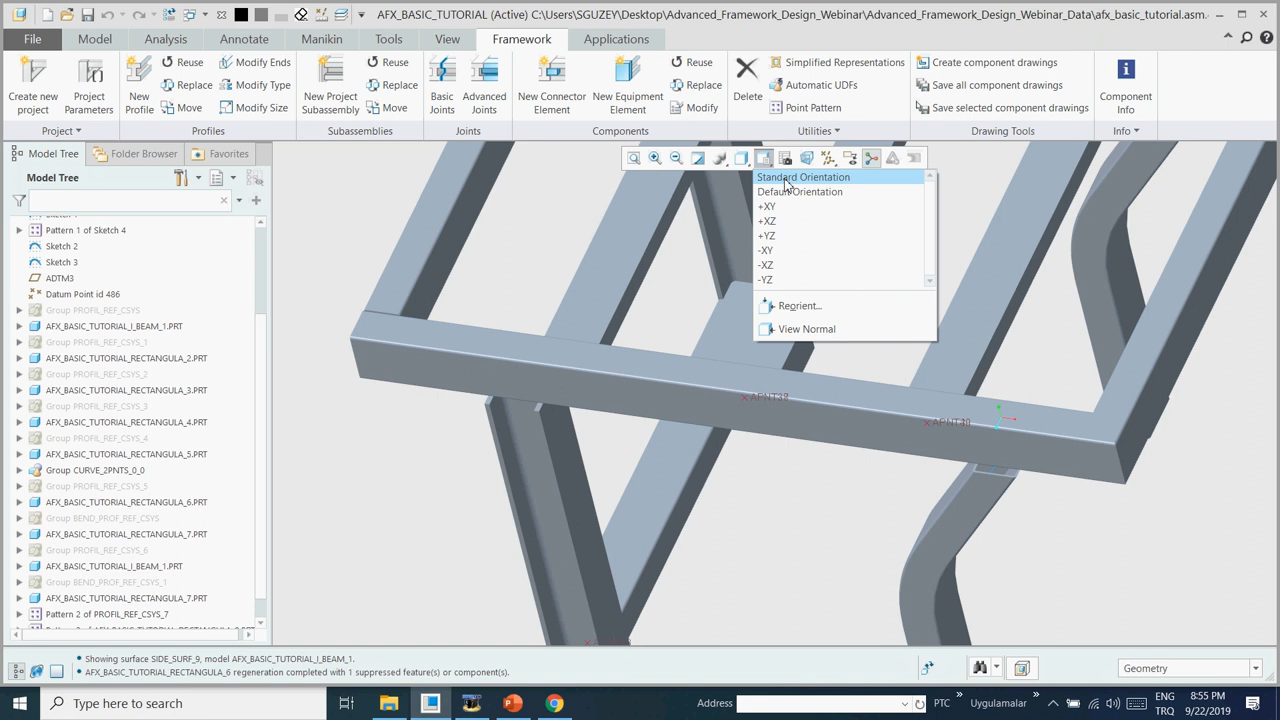 AFX_BASIC_TUTORIAL (Active) C:\Users\SGUZEY\Desktop\Advanced_Framework_Design_Webinar\Advanced_Framework_Design_Webinar_Data\afx_basic_tutorial.asm...
File Model Analysis Annotate Manikin Tools View Framework Applications
Create new project
Project Parameters
New Profile
Reuse
Replace
Move
Modify Ends
Modify Type
Modify Size
New Project Subassembly
Reuse
Replace
Move
Basic Joints
Advanced Joints
New Connector Element
New Equipment Element
Reuse
Replace
Modify
Delete
Simplified Representations
Automatic UDFs
Point Pattern
Create component drawings
Save all component drawings
Save selected component drawings
Component Info
Project Profiles Subassemblies Joints Components Utilities Drawing Tools Info
Model Tree Folder Browser Favorites
Model Tree
Pattern 1 of Sketch 4
Sketch 2
Sketch 3
ADTM3
Datum Point id 486
Group PROFIL_REF_CSYS
AFX_BASIC_TUTORIAL_I_BEAM_1.PRT
Group PROFIL_REF_CSYS_1
AFX_BASIC_TUTORIAL_RECTANGULA_2.PRT
Group PROFIL_REF_CSYS_2
AFX_BASIC_TUTORIAL_RECTANGULA_3.PRT
Group PROFIL_REF_CSYS_3
AFX_BASIC_TUTORIAL_RECTANGULA_4.PRT
Group PROFIL_REF_CSYS_4
AFX_BASIC_TUTORIAL_RECTANGULA_5.PRT
Group CURVE_2PNTS_0_0
Group PROFIL_REF_CSYS_5
AFX_BASIC_TUTORIAL_RECTANGULA_6.PRT
Group BEND_PROF_REF_CSYS
AFX_BASIC_TUTORIAL_RECTANGULA_7.PRT
Group PROFIL_REF_CSYS_6
AFX_BASIC_TUTORIAL_I_BEAM_1.PRT
Group BEND_PROF_REF_CSYS_1
AFX_BASIC_TUTORIAL_RECTANGULA_7.PRT
Pattern 2 of PROFIL_REF_CSYS_7
Standard Orientation
Default Orientation
+XY
+XZ
+YZ
-XY
-XZ
-YZ
Reorient...
View Normal
Showing surface SIDE_SURF_9, model AFX_BASIC_TUTORIAL_I_BEAM_1.
AFX_BASIC_TUTORIAL_RECTANGULA_6 regeneration completed with 1 suppressed feature(s) or component(s).
Geometry
Type here to search
Address
PTC
Uygulamalar
ENG
TRQ
8:55 PM
9/22/2019